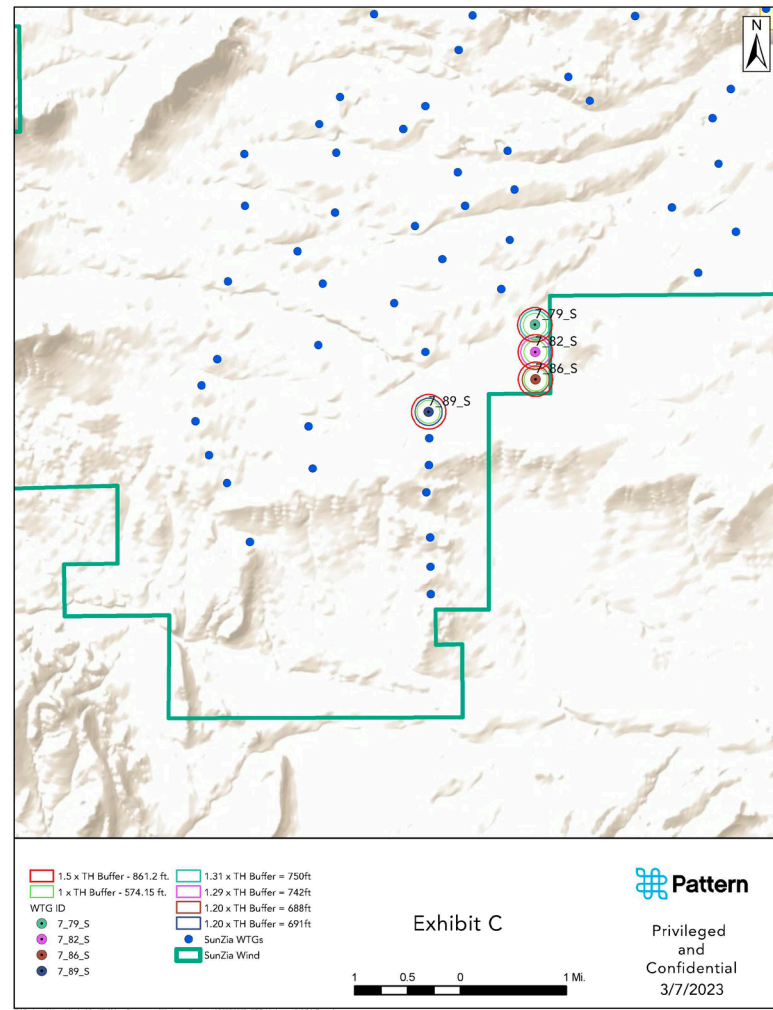 N
7_79_S
7_82_S
7_86_S
7_89_S
1.5 x TH Buffer - 861.2 ft.
1 x TH Buffer - 574.15 ft.
WTG ID
7_79_S
7_82_S
7_86_S
7_89_S
1.31 x TH Buffer = 750ft
1.29 x TH Buffer = 742ft
1.20 x TH Buffer = 688ft
1.20 x TH Buffer = 691ft
SunZia WTGs
SunZia Wind
Exhibit C
1 0.5 0 1 Mi.
Pattern
Privileged
and
Confidential
3/7/2023